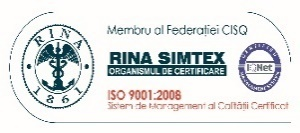 Membru al Federației CISQ
RINA
1861
RINA SIMTEX
ORGANISMUL DE CERTIFICARE
CERTIFIED
IQNet
ISO 9001:2008
Sistem de Management al Calității Certificat